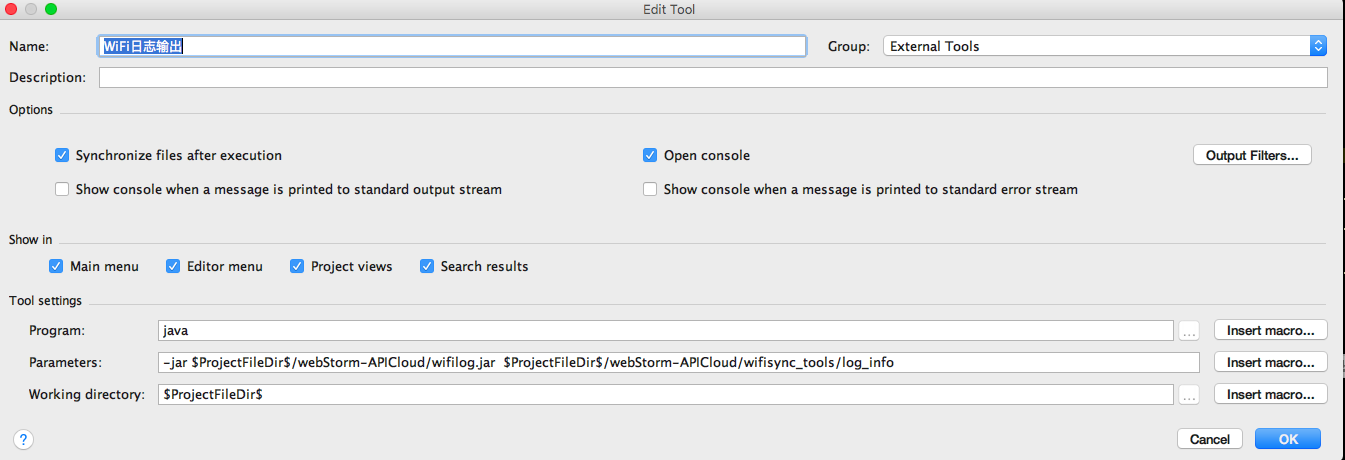 Edit Tool
Name: WiFi日志输出 Group: External Tools
Description:
Options
Synchronize files after execution Open console Output Filters...
Show console when a message is printed to standard output stream Show console when a message is printed to standard error stream
Show in
Main menu Editor menu Project views Search results
Tool settings
Program: java ... Insert macro...
Parameters: -jar $ProjectFileDir$/webStorm-APICloud/wifilog.jar $ProjectFileDir$/webStorm-APICloud/wifisync_tools/log_info Insert macro...
Working directory: $ProjectFileDir$ ... Insert macro...
? Cancel OK